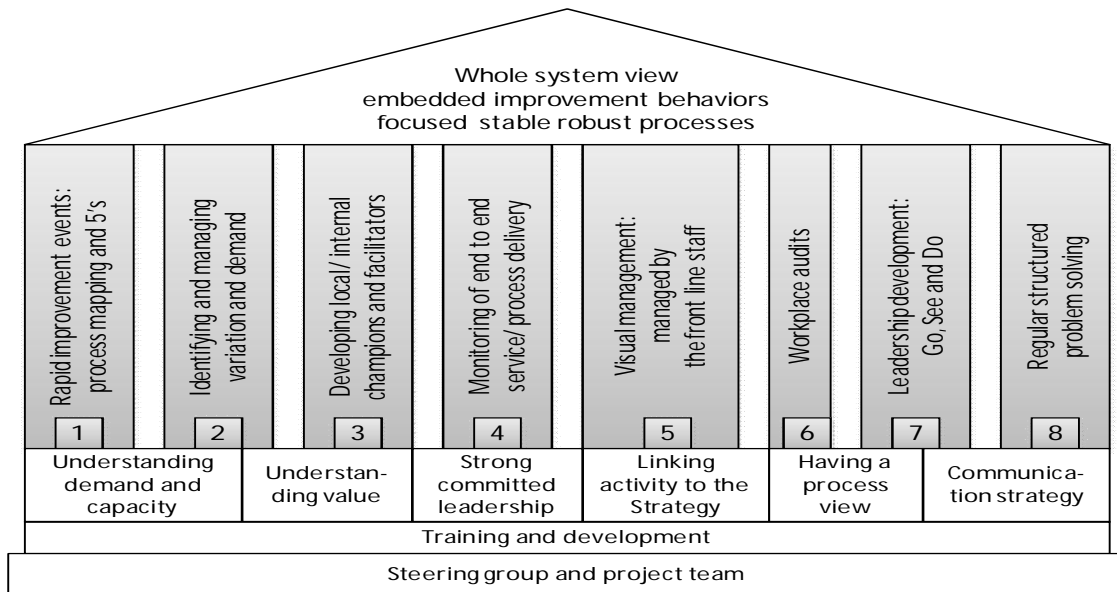 Whole system view
embedded improvement behaviors
focused stable robust processes
Rapid improvement events:
process mapping and 5's
1
Identifying and managing
variation and demand
2
Developing local/ internal
champions and facilitators
3
Monitoring of end to end
service/ process delivery
4
Visual management:
managed by
the front line staff
5
Workplace audits
6
Leadership development:
Go, See and Do
7
Regular structured
problem solving
8
Understanding
demand and
capacity
Understan-
ding value
Strong
committed
leadership
Linking
activity to the
Strategy
Having a
process
view
Communica-
tion strategy
Training and development
Steering group and project team